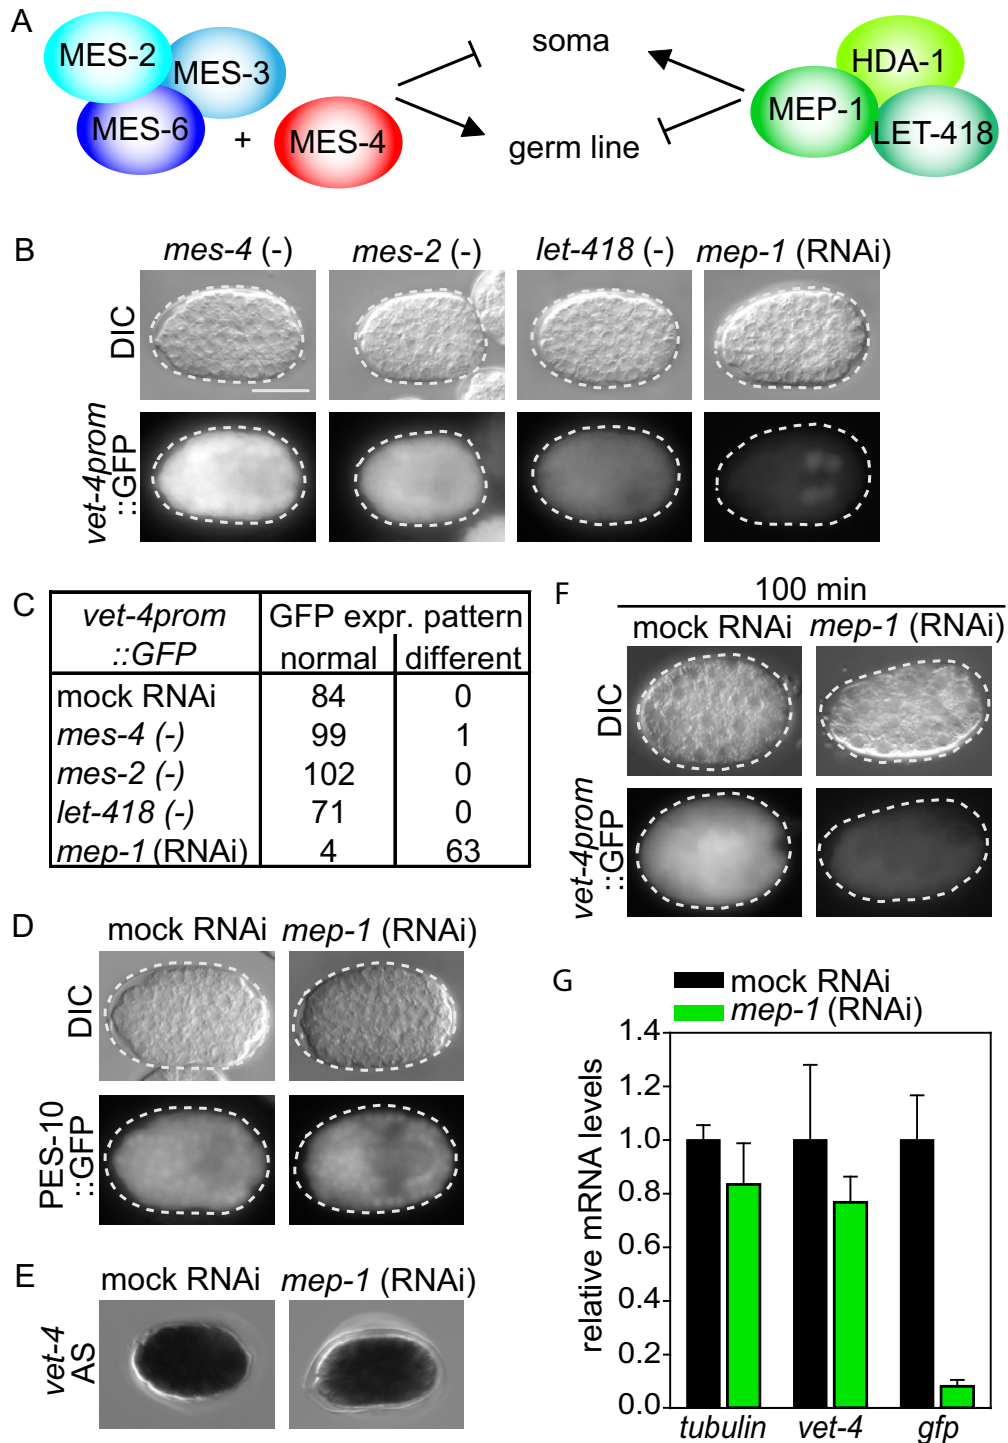 A
MES-2
MES-3
MES-6
+
MES-4
soma
germ line
HDA-1
MEP-1
LET-418
B
mes-4 (-)
mes-2 (-)
let-418 (-)
mep-1 (RNAi)
DIC
vet-4prom
::GFP
C
vet-4prom
::GFP
GFP expr. pattern
normal different
mock RNAi 84 0
mes-4 (-) 99 1
mes-2 (-) 102 0
let-418 (-) 71 0
mep-1 (RNAi) 4 63
D
mock RNAi mep-1 (RNAi)
DIC
PES-10
::GFP
E
mock RNAi mep-1 (RNAi)
vet-4
AS
F
100 min
mock RNAi mep-1 (RNAi)
DIC
vet-4prom
::GFP
G
mock RNAi
mep-1 (RNAi)
relative mRNA levels
1.4
1.2
1.0
0.8
0.6
0.4
0.2
0.0
tubulin vet-4 gfp